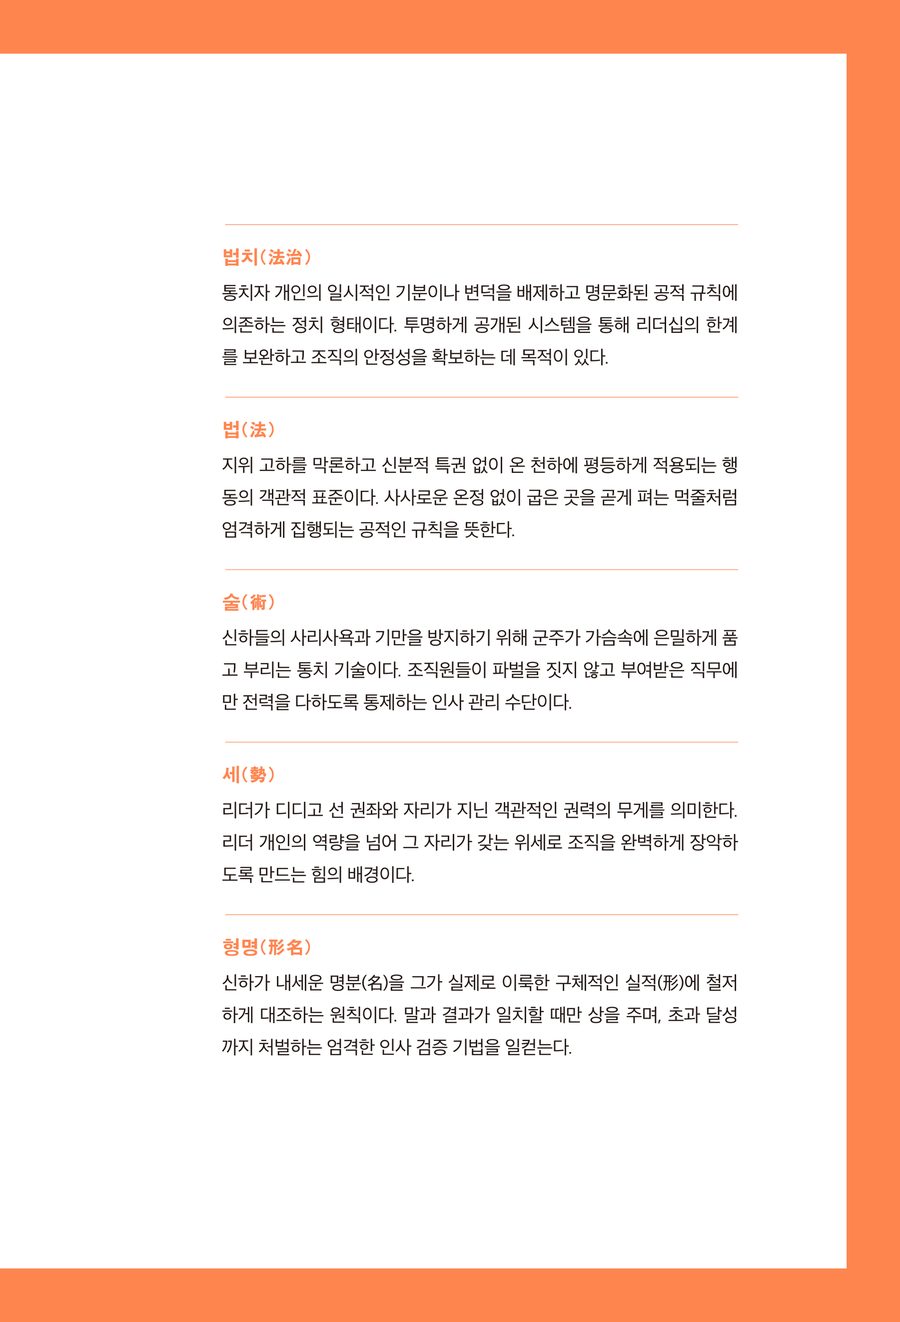 법치(法治)
통치자 개인의 일시적인 기분이나 변덕을 배제하고 명문화된 공적 규칙에
의존하는 정치 형태이다. 투명하게 공개된 시스템을 통해 리더십의 한계
를 보완하고 조직의 안정성을 확보하는 데 목적이 있다.
법(法)
지위 고하를 막론하고 신분적 특권 없이 온 천하에 평등하게 적용되는 행
동의 객관적 표준이다. 사사로운 온정 없이 굽은 곳을 곧게 펴는 먹줄처럼
엄격하게 집행되는 공적인 규칙을 뜻한다.
술(術)
신하들의 사리사욕과 기만을 방지하기 위해 군주가 가슴속에 은밀하게 품
고 부리는 통치 기술이다. 조직원들이 파벌을 짓지 않고 부여받은 직무에
만 전력을 다하도록 통제하는 인사 관리 수단이다.
세(勢)
리더가 디디고 선 권좌와 자리가 지닌 객관적인 권력의 무게를 의미한다.
리더 개인의 역량을 넘어 그 자리가 갖는 위세로 조직을 완벽하게 장악하
도록 만드는 힘의 배경이다.
형명(形名)
신하가 내세운 명분(名)을 그가 실제로 이룩한 구체적인 실적(形)에 철저
하게 대조하는 원칙이다. 말과 결과가 일치할 때만 상을 주며, 초과 달성
까지 처벌하는 엄격한 인사 검증 기법을 일컫는다.